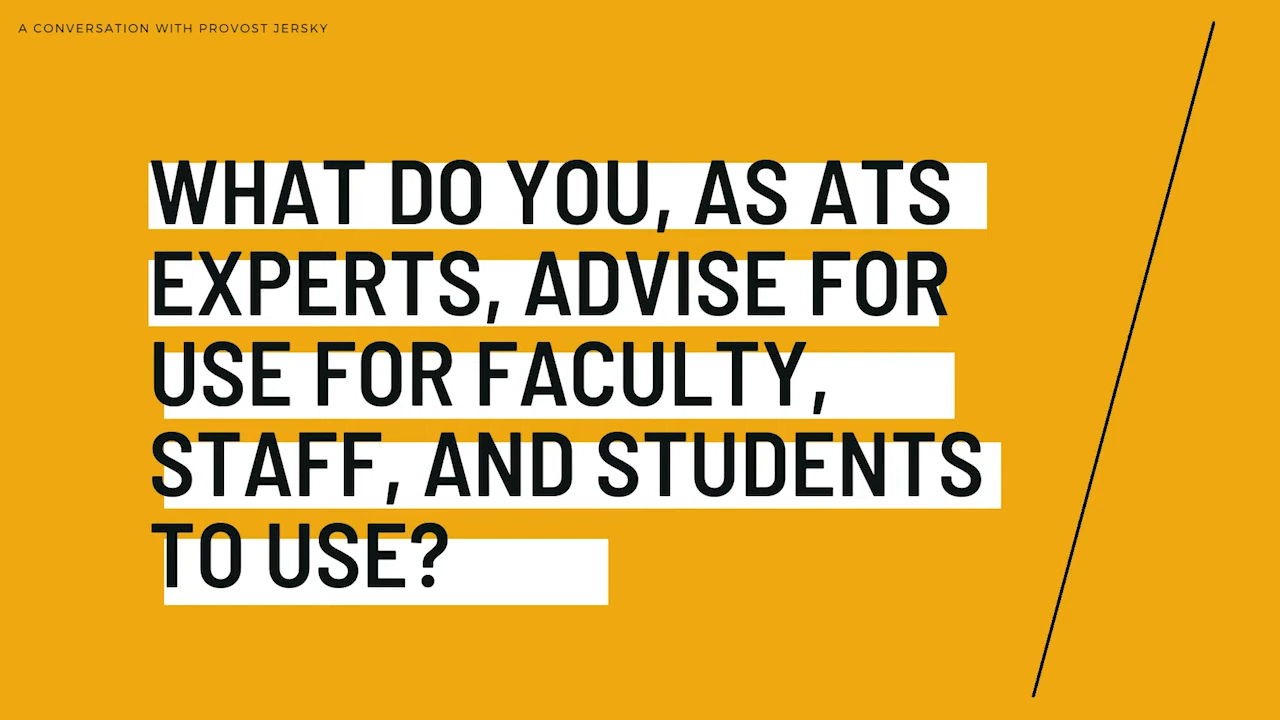 A CONVERSATION WITH PROVOST JERSKY
WHAT DO YOU, AS ATS
EXPERTS, ADVISE FOR
USE FOR FACULTY,
STAFF, AND STUDENTS
TO USE?